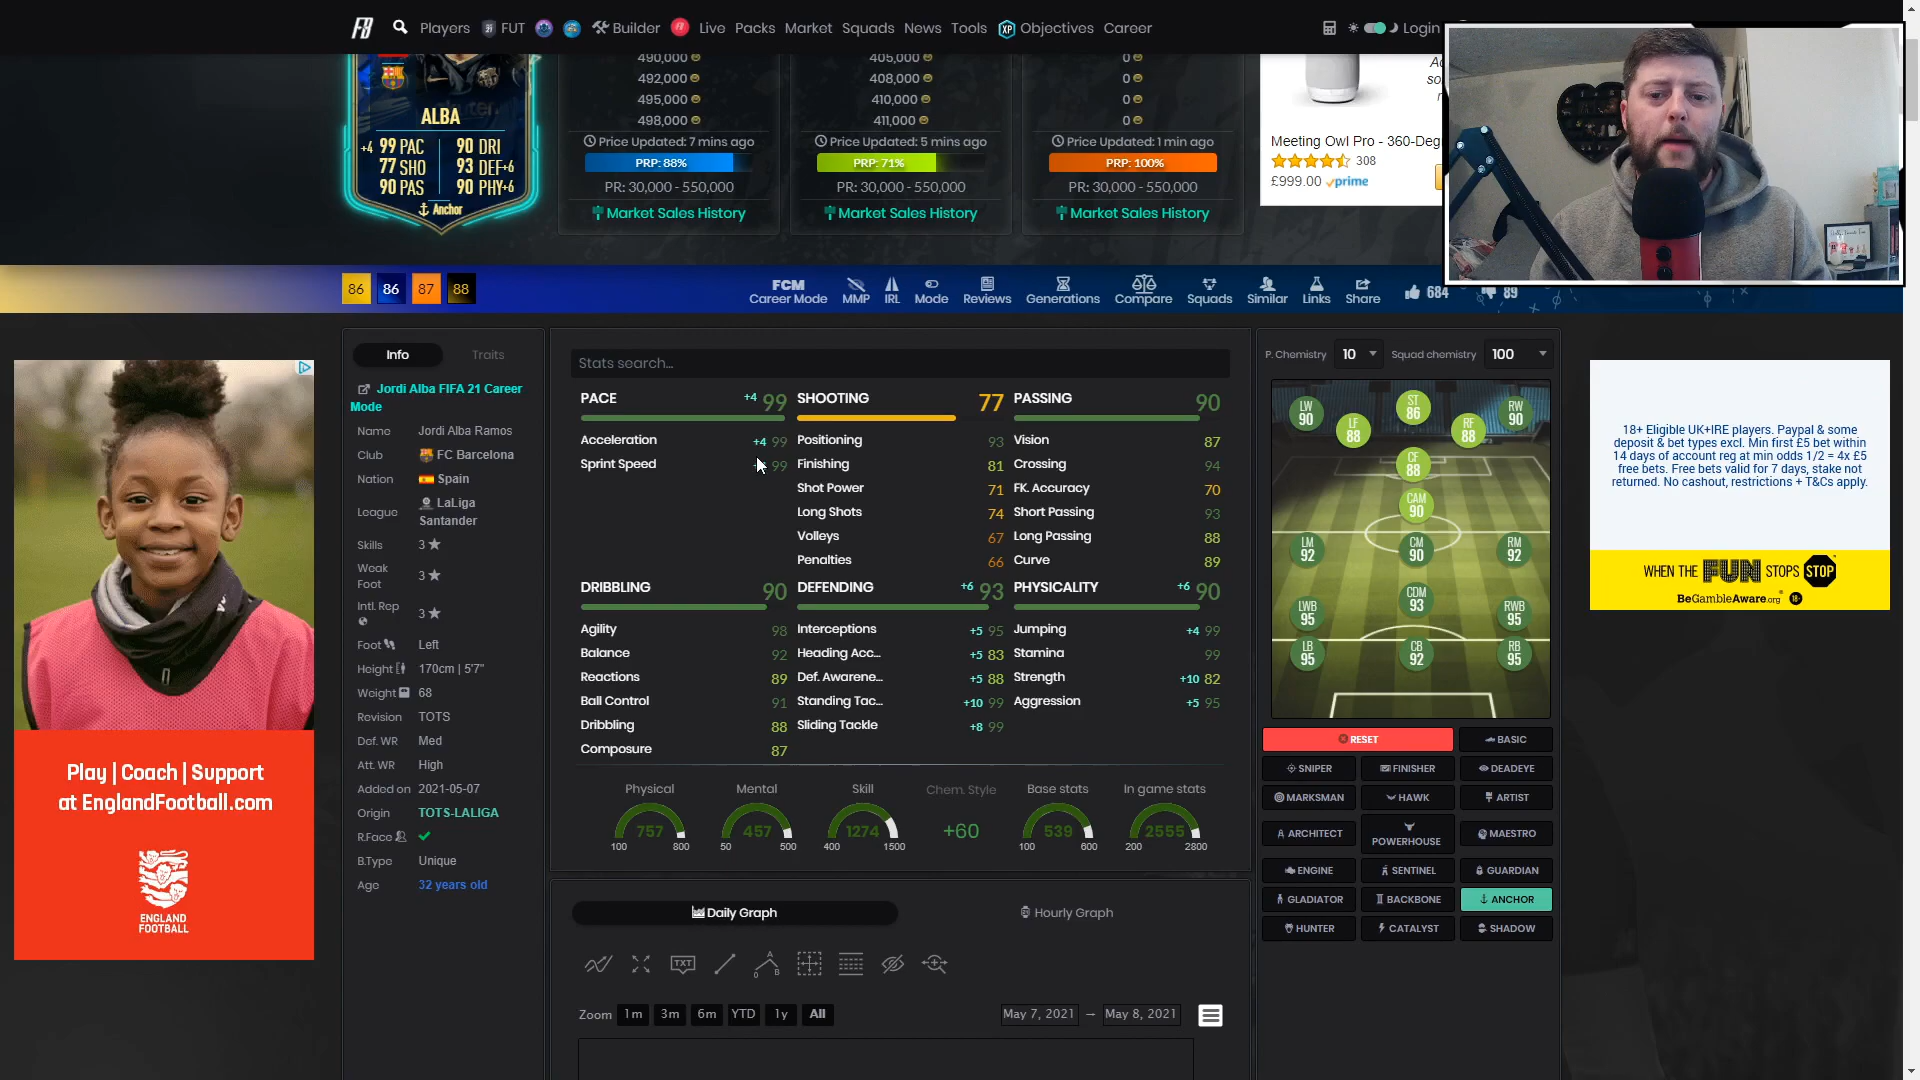 Players
FUT
Builder
Live
Packs
Market
Squads
News
Tools
XP
Objectives
Career
Login
ALBA
+4 99 PAC
77 SHO
90 PAS
90 DRI
93 DEF+6
90 PHY+6
Anchor
490,000
492,000
495,000
498,000
Price Updated: 7 mins ago
PRP: 88%
PR: 30,000 - 550,000
Market Sales History
405,000
408,000
410,000
411,000
Price Updated: 5 mins ago
PRP: 71%
PR: 30,000 - 550,000
Market Sales History
0
0
0
0
Price Updated: 1 min ago
PRP: 100%
PR: 30,000 - 550,000
Market Sales History
Meeting Owl Pro - 360-Deg
308
£999.00 prime
86 86 87 88
FCM
Career Mode
MMP
IRL
Mode
Reviews
Generations
Compare
Squads
Similar
Links
Share
684
89
Play | Coach | Support
at EnglandFootball.com
ENGLAND
FOOTBALL
Info
Traits
Jordi Alba FIFA 21 Career
Mode
Name Jordi Alba Ramos
Club FC Barcelona
Nation Spain
League LaLiga
Santander
Skills 3
Weak
Foot 3
Intl. Rep 3
Foot Left
Height 170cm | 5'7"
Weight 68
Revision TOTS
Def. WR Med
Att. WR High
Added on 2021-05-07
Origin TOTS-LALIGA
R.Face
B.Type Unique
Age 32 years old
Stats search...
PACE +4 99
Acceleration +4 99
Sprint Speed 99
SHOOTING 77
Positioning 93
Finishing 81
Shot Power 71
Long Shots 74
Volleys 67
Penalties 66
PASSING 90
Vision 87
Crossing 94
FK. Accuracy 70
Short Passing 93
Long Passing 88
Curve 89
DRIBBLING 90
Agility 98
Balance 92
Reactions 89
Ball Control 91
Dribbling 88
Composure 87
DEFENDING +6 93
Interceptions +5 95
Heading Acc... +5 83
Def. Awarene... +5 88
Standing Tac... +10 99
Sliding Tackle +8 99
PHYSICALITY +6 90
Jumping +4 99
Stamina 99
Strength +10 82
Aggression +5 95
Physical
757
100 800
Mental
457
50 500
Skill
1274
400 1500
Chem. Style
+60
Base stats
539
100 600
In game stats
2555
200 2800
Daily Graph
Hourly Graph
TXT
A
O B
Zoom 1m 3m 6m YTD 1y All
May 7, 2021 → May 8, 2021
P. Chemistry 10
Squad chemistry 100
LW
90
LF
88
ST
86
RF
88
RW
90
CF
88
CAM
90
LM
92
CM
90
RM
92
CDM
93
LWB
95
RWB
95
LB
95
CB
92
RB
95
RESET
BASIC
SNIPER
FINISHER
DEADEYE
MARKSMAN
HAWK
ARTIST
ARCHITECT
POWERHOUSE
MAESTRO
ENGINE
SENTINEL
GUARDIAN
GLADIATOR
BACKBONE
ANCHOR
HUNTER
CATALYST
SHADOW
18+ Eligible UK+IRE players. Paypal & some
deposit & bet types excl. Min first £5 bet within
14 days of account reg at min odds 1/2 = 4x £5
free bets. Free bets valid for 7 days, stake not
returned. No cashout, restrictions + T&Cs apply.
WHEN THE FUN STOPS STOP
BeGambleAware.org 18+